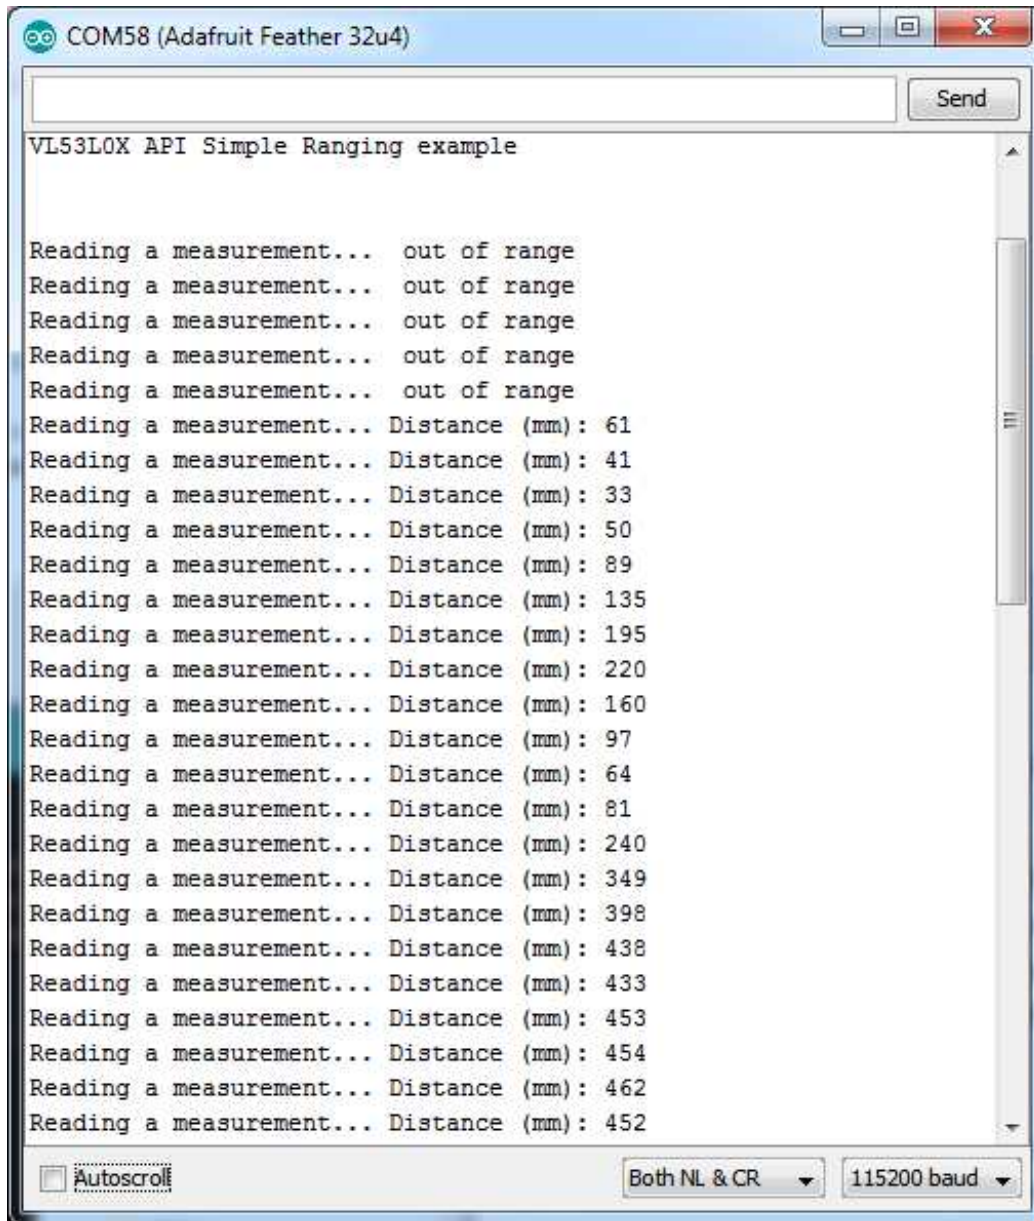 COM58 (Adafruit Feather 32u4)
Send
VL53L0X API Simple Ranging example
Reading a measurement...  out of range
Reading a measurement...  out of range
Reading a measurement...  out of range
Reading a measurement...  out of range
Reading a measurement...  out of range
Reading a measurement... Distance (mm): 61
Reading a measurement... Distance (mm): 41
Reading a measurement... Distance (mm): 33
Reading a measurement... Distance (mm): 50
Reading a measurement... Distance (mm): 89
Reading a measurement... Distance (mm): 135
Reading a measurement... Distance (mm): 195
Reading a measurement... Distance (mm): 220
Reading a measurement... Distance (mm): 160
Reading a measurement... Distance (mm): 97
Reading a measurement... Distance (mm): 64
Reading a measurement... Distance (mm): 81
Reading a measurement... Distance (mm): 240
Reading a measurement... Distance (mm): 349
Reading a measurement... Distance (mm): 398
Reading a measurement... Distance (mm): 438
Reading a measurement... Distance (mm): 433
Reading a measurement... Distance (mm): 453
Reading a measurement... Distance (mm): 454
Reading a measurement... Distance (mm): 462
Reading a measurement... Distance (mm): 452
Autoscroll Both NL & CR 115200 baud